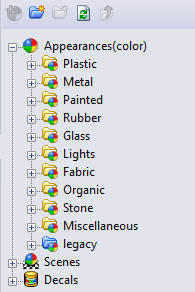 Appearances(color)
Plastic
Metal
Painted
Rubber
Glass
Lights
Fabric
Organic
Stone
Miscellaneous
legacy
Scenes
Decals